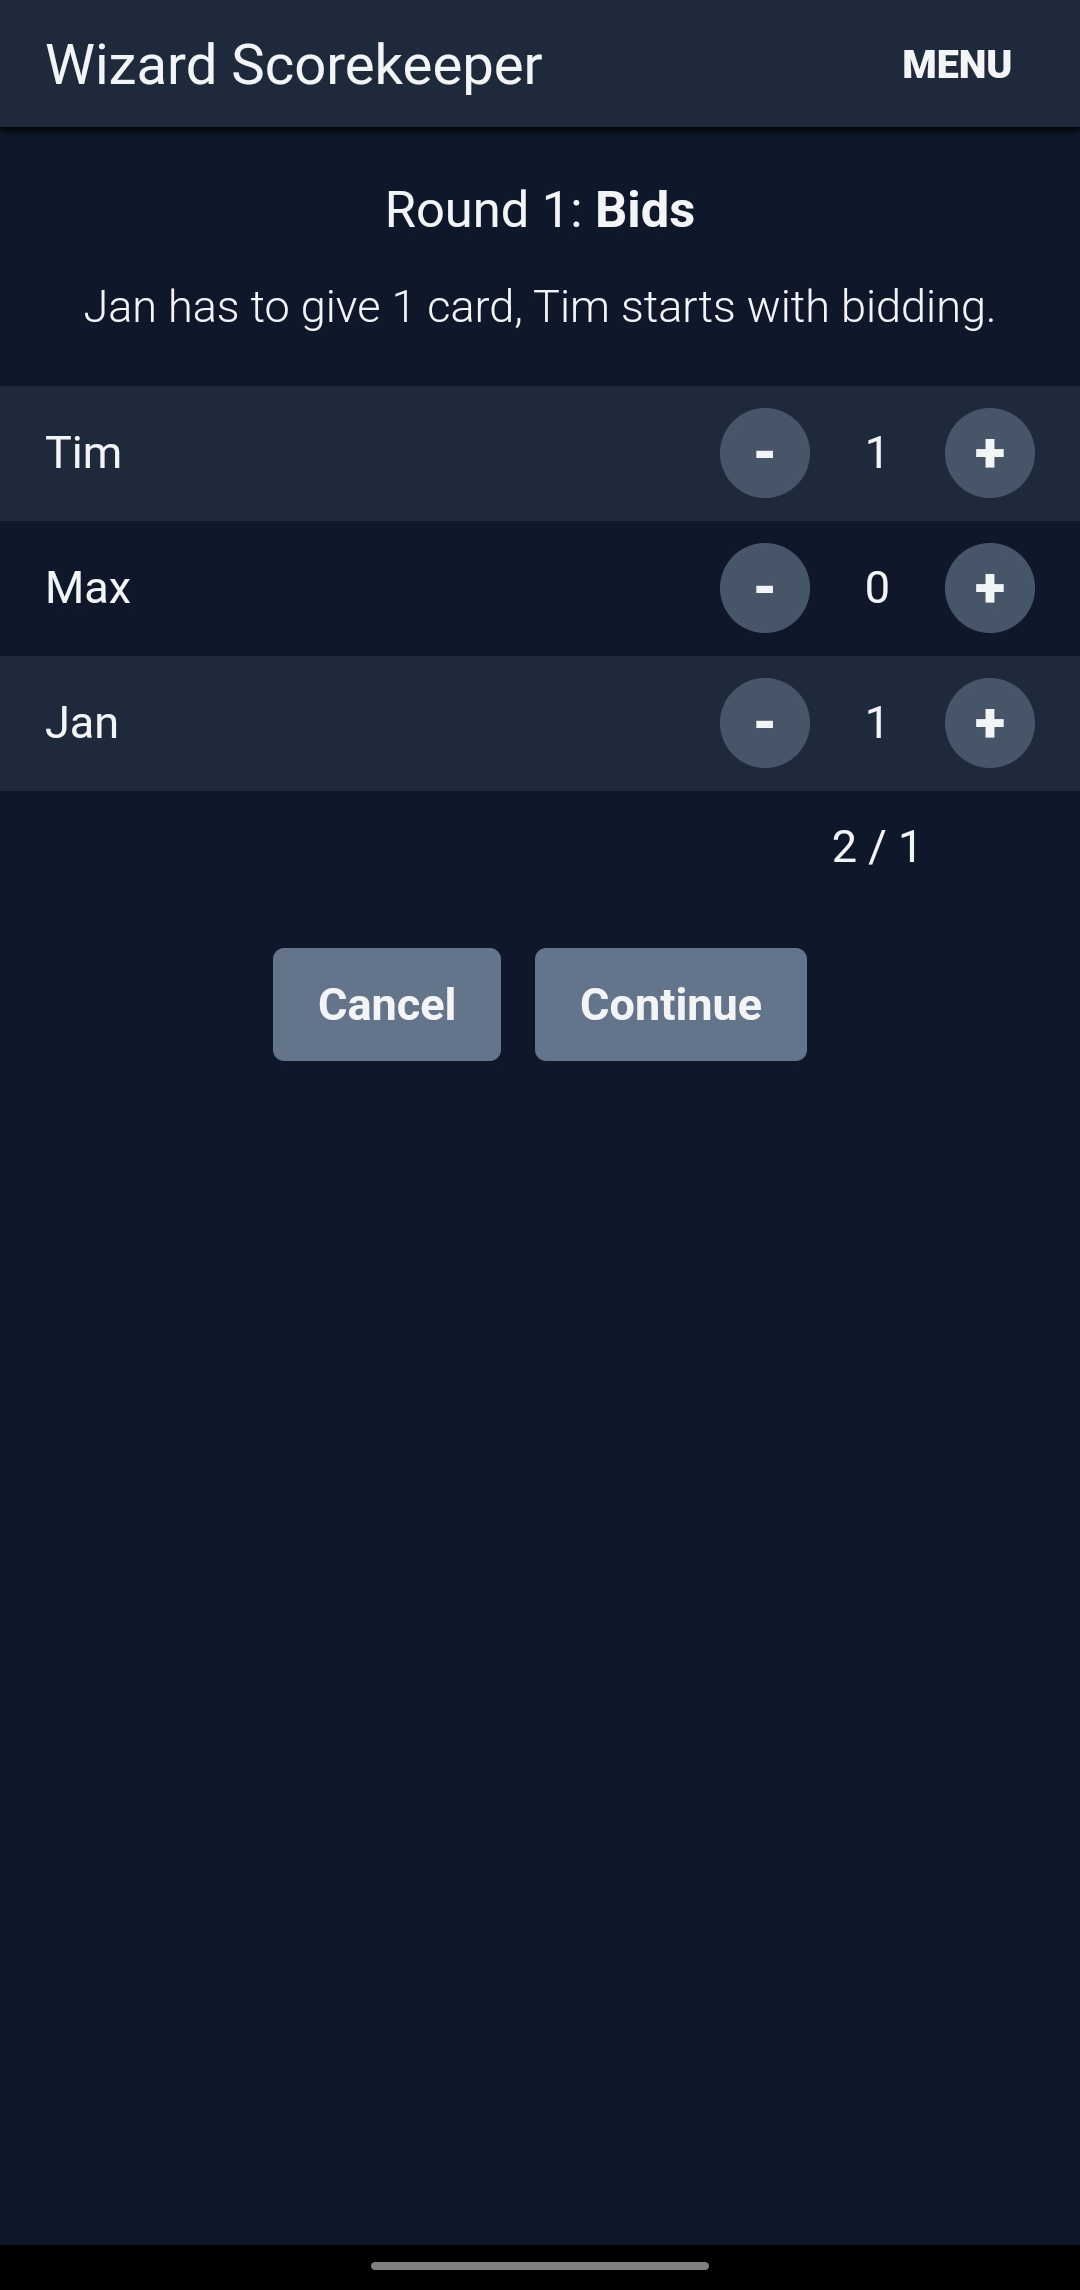 Wizard Scorekeeper MENU
Round 1: Bids
Jan has to give 1 card, Tim starts with bidding.
Tim - 1 +
Max - 0 +
Jan - 1 +
2 / 1
Cancel Continue